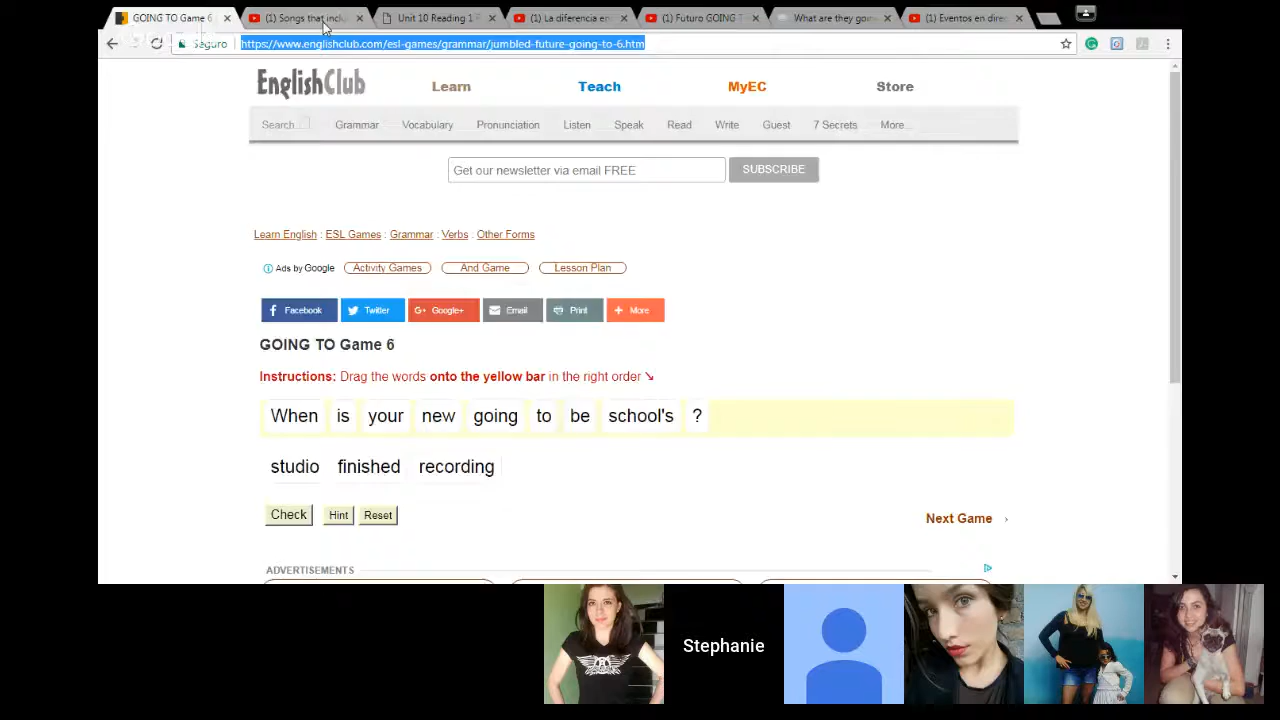 GOING TO Game 6
(1) Songs that inclu
Unit 10 Reading 1
(1) La diferencia en
(1) Futuro GOING T
What are they gon
(1) Eventos en direc
Seguro
https://www.englishclub.com/esl-games/grammar/jumbled-future-going-to-6.htm
EnglishClub
Learn Teach MyEC Store
Search... Grammar Vocabulary Pronunciation Listen Speak Read Write Guest 7 Secrets More...
Get our newsletter via email FREE SUBSCRIBE
Learn English : ESL Games : Grammar : Verbs : Other Forms
Ads by Google Activity Games And Game Lesson Plan
Facebook Twitter G+ Google+ Email Print More
GOING TO Game 6
Instructions: Drag the words onto the yellow bar in the right order
When is your new going to be school's ?
studio finished recording
Check Hint Reset
Next Game
ADVERTISEMENTS
Stephanie